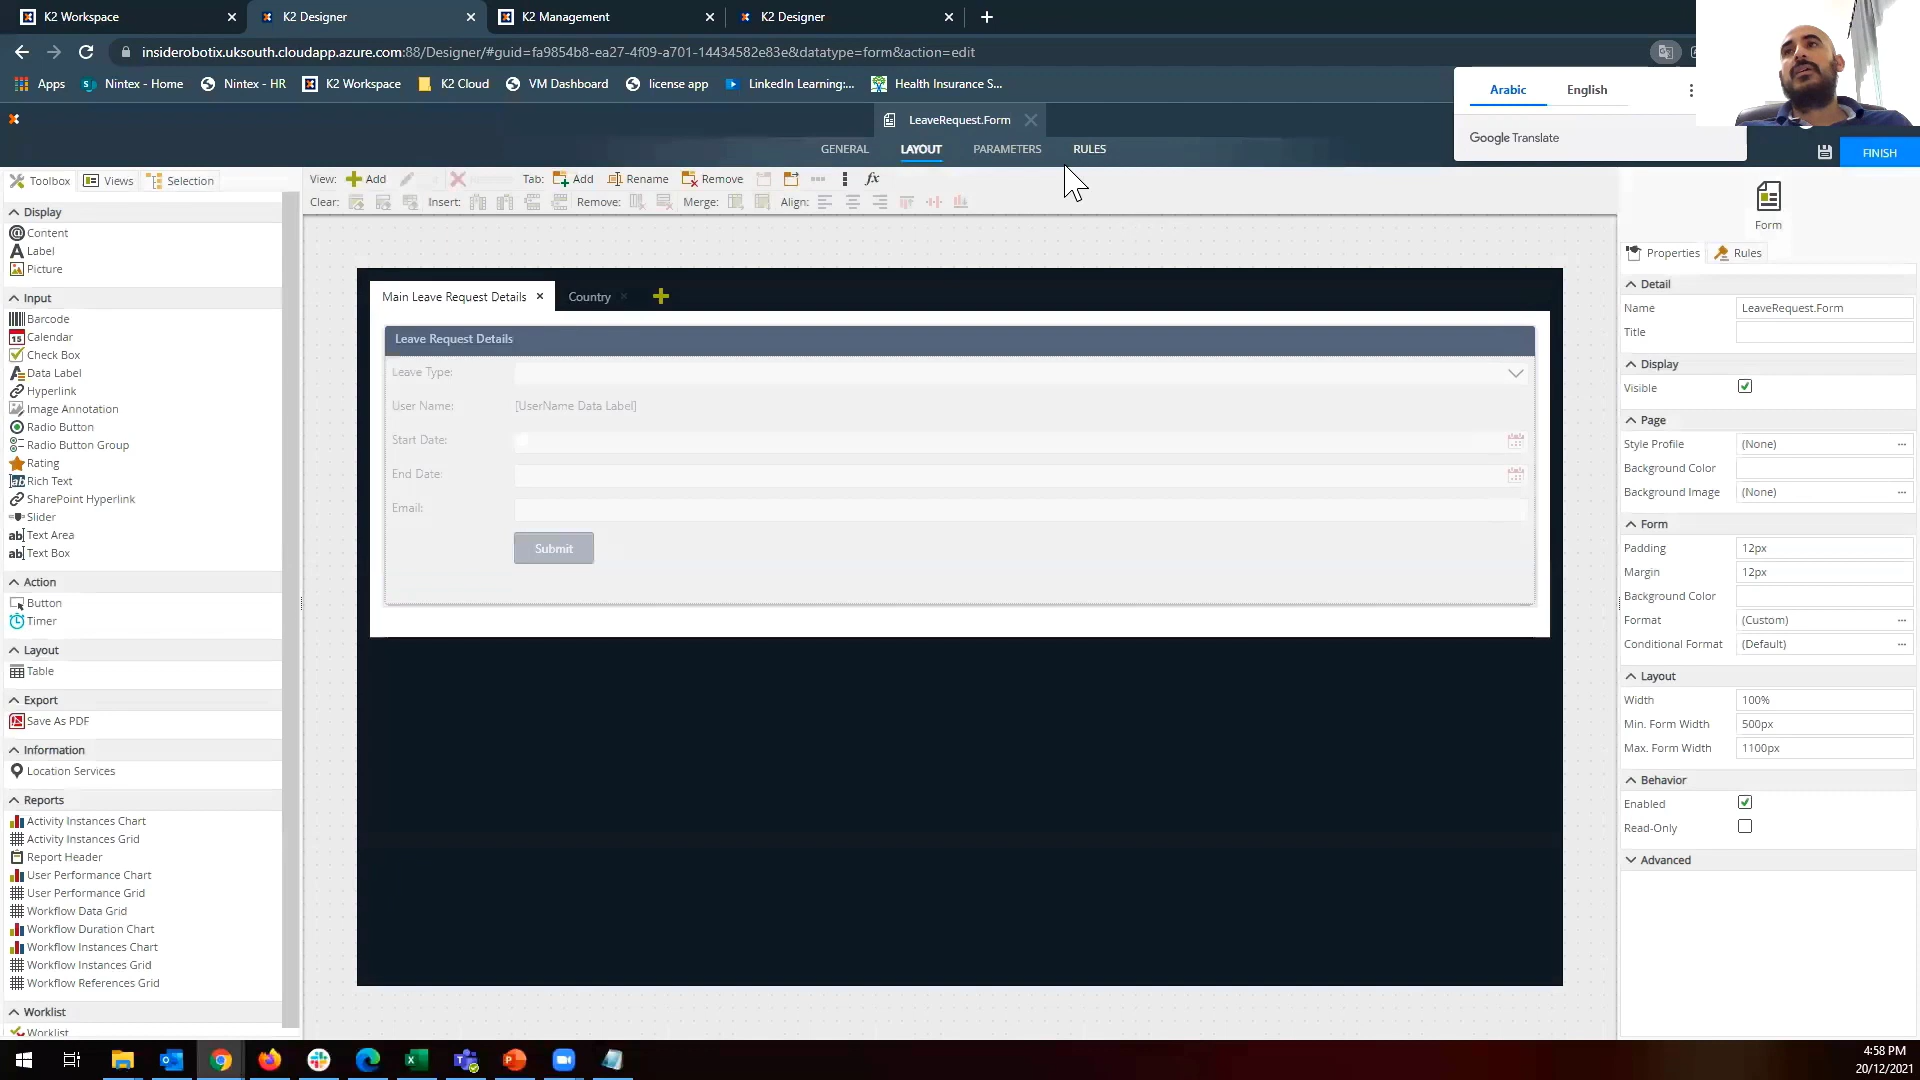 K2 Workspace
K2 Designer
K2 Management
K2 Designer
insiderobotix.uksouth.cloudapp.azure.com:88/Designer/#guid=fa9854b8-ea27-4f09-a701-14434582e83e&datatype=form&action=edit
Apps
Nintex - Home
Nintex - HR
K2 Workspace
K2 Cloud
VM Dashboard
license app
LinkedIn Learning:...
Health Insurance S...
Arabic
English
Google Translate
LeaveRequest.Form
GENERAL
LAYOUT
PARAMETERS
RULES
FINISH
Toolbox
Views
Selection
View:
Add
Tab:
Add
Rename
Remove
fx
Clear:
Insert:
Remove:
Merge:
Align:
Display
Content
Label
Picture
Input
Barcode
Calendar
Check Box
Data Label
Hyperlink
Image Annotation
Radio Button
Radio Button Group
Rating
Rich Text
SharePoint Hyperlink
Slider
Text Area
Text Box
Action
Button
Timer
Layout
Table
Export
Save As PDF
Information
Location Services
Reports
Activity Instances Chart
Activity Instances Grid
Report Header
User Performance Chart
User Performance Grid
Workflow Data Grid
Workflow Duration Chart
Workflow Instances Chart
Workflow Instances Grid
Workflow References Grid
Worklist
Worklist
Main Leave Request Details
Country
Leave Request Details
Leave Type:
User Name:
[UserName Data Label]
Start Date:
End Date:
Email:
Submit
Form
Properties
Rules
Detail
Name
LeaveRequest.Form
Title
Display
Visible
Page
Style Profile
(None)
Background Color
Background Image
(None)
Form
Padding
12px
Margin
12px
Background Color
Format
(Custom)
Conditional Format
(Default)
Layout
Width
100%
Min. Form Width
500px
Max. Form Width
1100px
Behavior
Enabled
Read-Only
Advanced
4:58 PM
20/12/2021